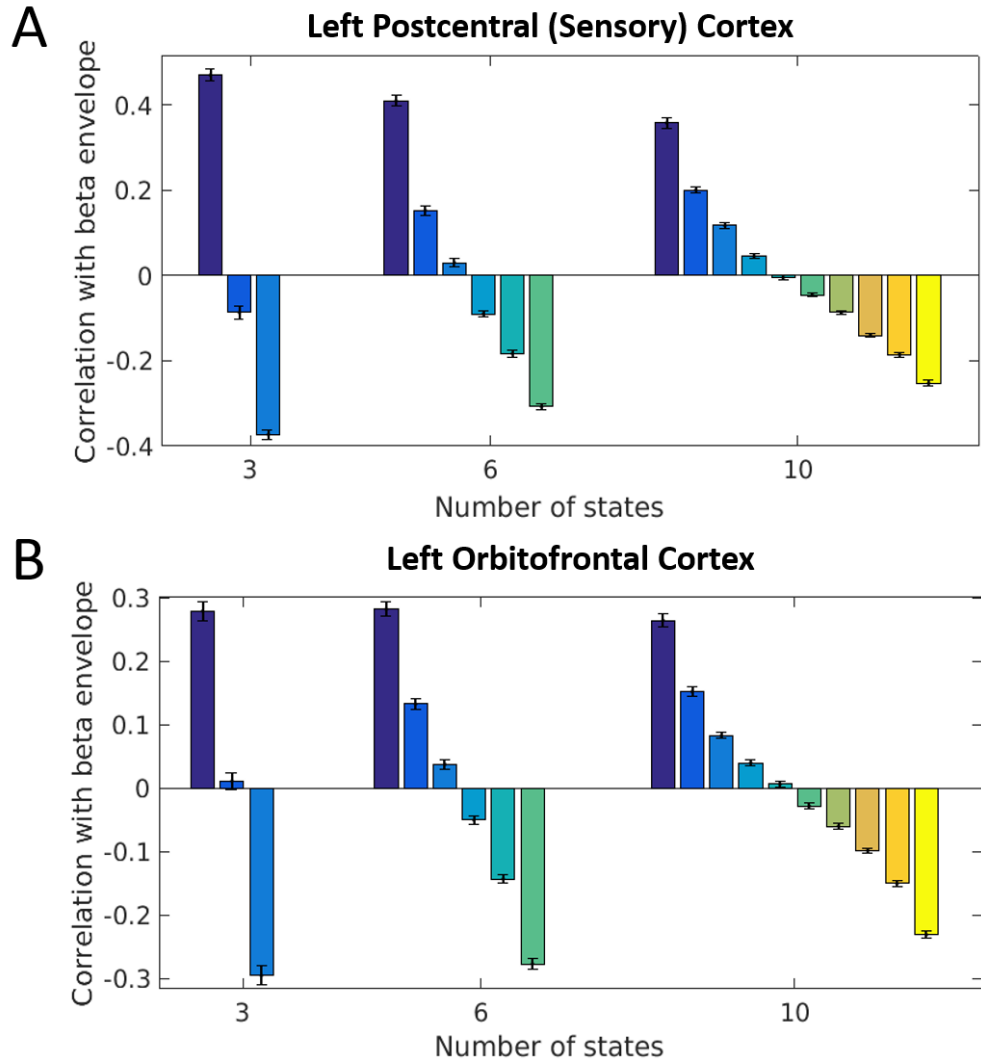 A
Left Postcentral (Sensory) Cortex
Correlation with beta envelope
0.4
0.2
0
-0.2
-0.4
3
6
10
Number of states
B
Left Orbitofrontal Cortex
Correlation with beta envelope
0.3
0.2
0.1
0
-0.1
-0.2
-0.3
3
6
10
Number of states